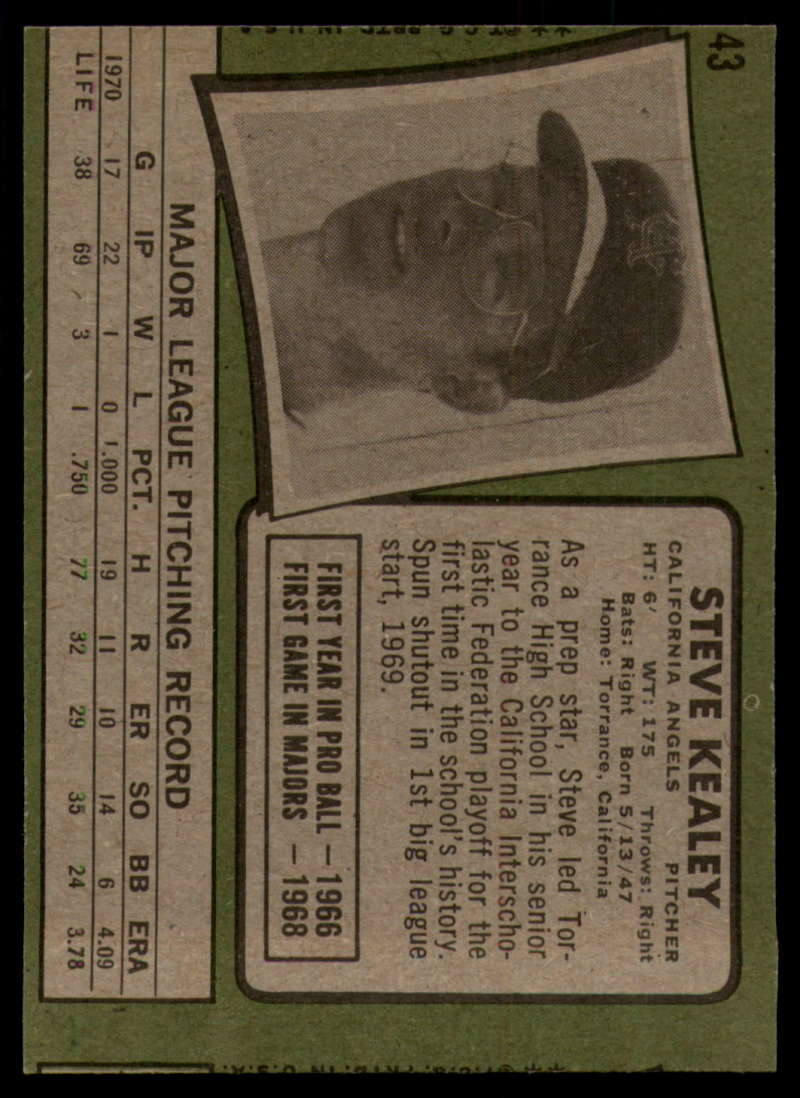 43
STEVE KEALEY
CALIFORNIA ANGELS PITCHER
HT: 6' WT: 175 Throws: Right
Bats: Right Born 5/13/47
Home: Torrance, California
As a prep star, Steve led Tor-
rance High School in his senior
year to the California Interscho-
lastic Federation playoff for the
first time in the school's history.
Spun shutout in 1st big league
start, 1969.
FIRST YEAR IN PRO BALL — 1966
FIRST GAME IN MAJORS — 1968
MAJOR LEAGUE PITCHING RECORD
G IP W L PCT. H R ER SO BB ERA
1970 17 22 1 0 1.000 19 11 10 14 6 4.09
LIFE 38 69 3 1 .750 77 32 29 35 24 3.78